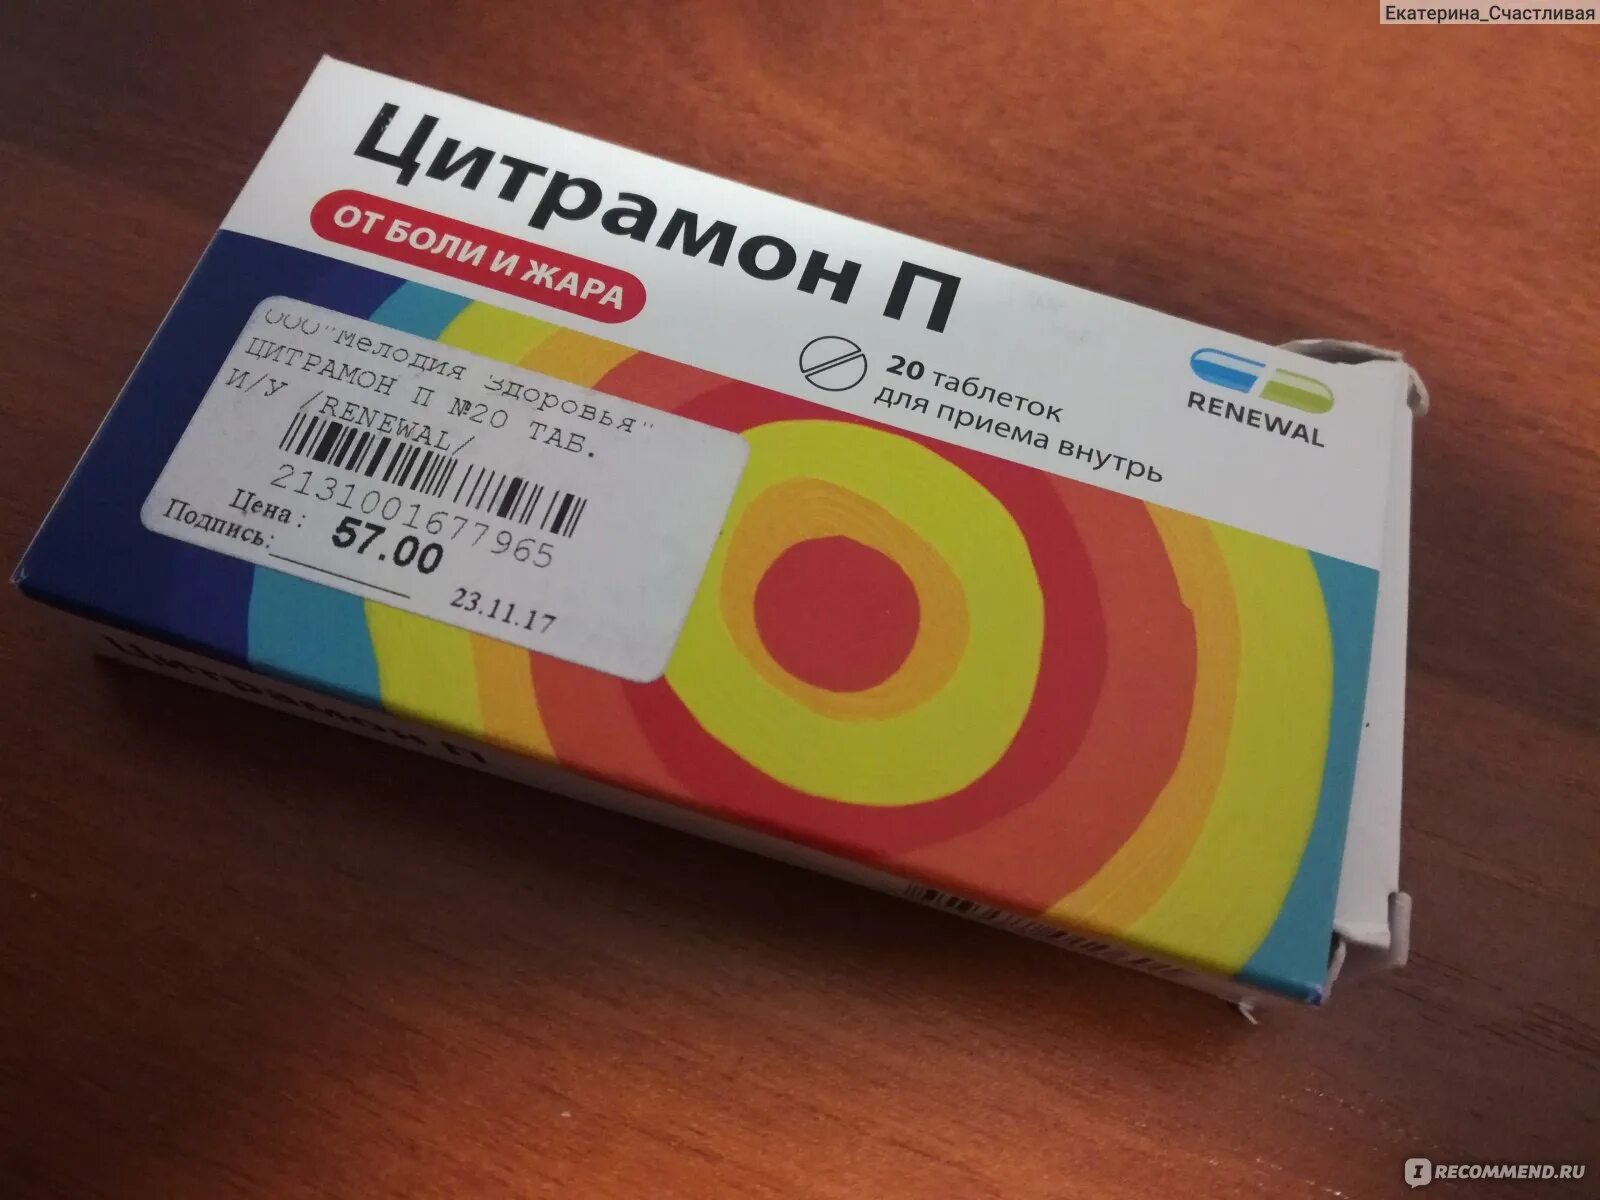 Екатерина_Счастливая
Цитрамон П
ОТ БОЛИ И ЖАРА
20 таблеток
для приема внутрь
RENEWAL
ООО"Мелодия Здоровья"
ЦИТРАМОН П №20 ТАБ.
И/У /RENEWAL/
2131001677965
Цена: 57.00
Подпись:
23.11.17
Цитрамон П
IRECOMMEND.RU